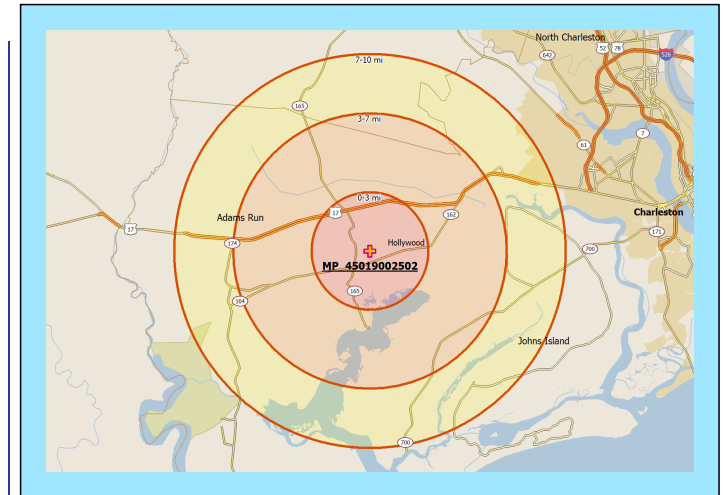 North Charleston
52
78
326
642
7-10 mi
165
3-7 mi
7
61
0-3 mi
Adams Run
17
162
Charleston
17
171
174
Hollywood
700
MP_45019002502
165
164
Johns Island
700